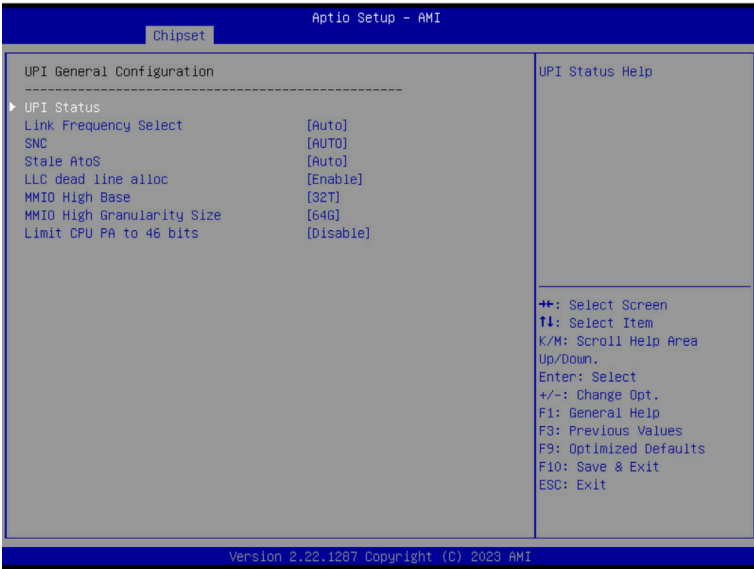 Aptio Setup – AMI
Chipset
UPI General Configuration
--------------------------------------------------
UPI Status
Link Frequency Select [Auto]
SNC [AUTO]
Stale AtoS [Auto]
LLC dead line alloc [Enable]
MMIO High Base [32T]
MMIO High Granularity Size [64G]
Limit CPU PA to 46 bits [Disable]
UPI Status Help
→←: Select Screen
↑↓: Select Item
K/M: Scroll Help Area
Up/Down.
Enter: Select
+/-: Change Opt.
F1: General Help
F3: Previous Values
F9: Optimized Defaults
F10: Save & Exit
ESC: Exit
Version 2.22.1287 Copyright (C) 2023 AMI